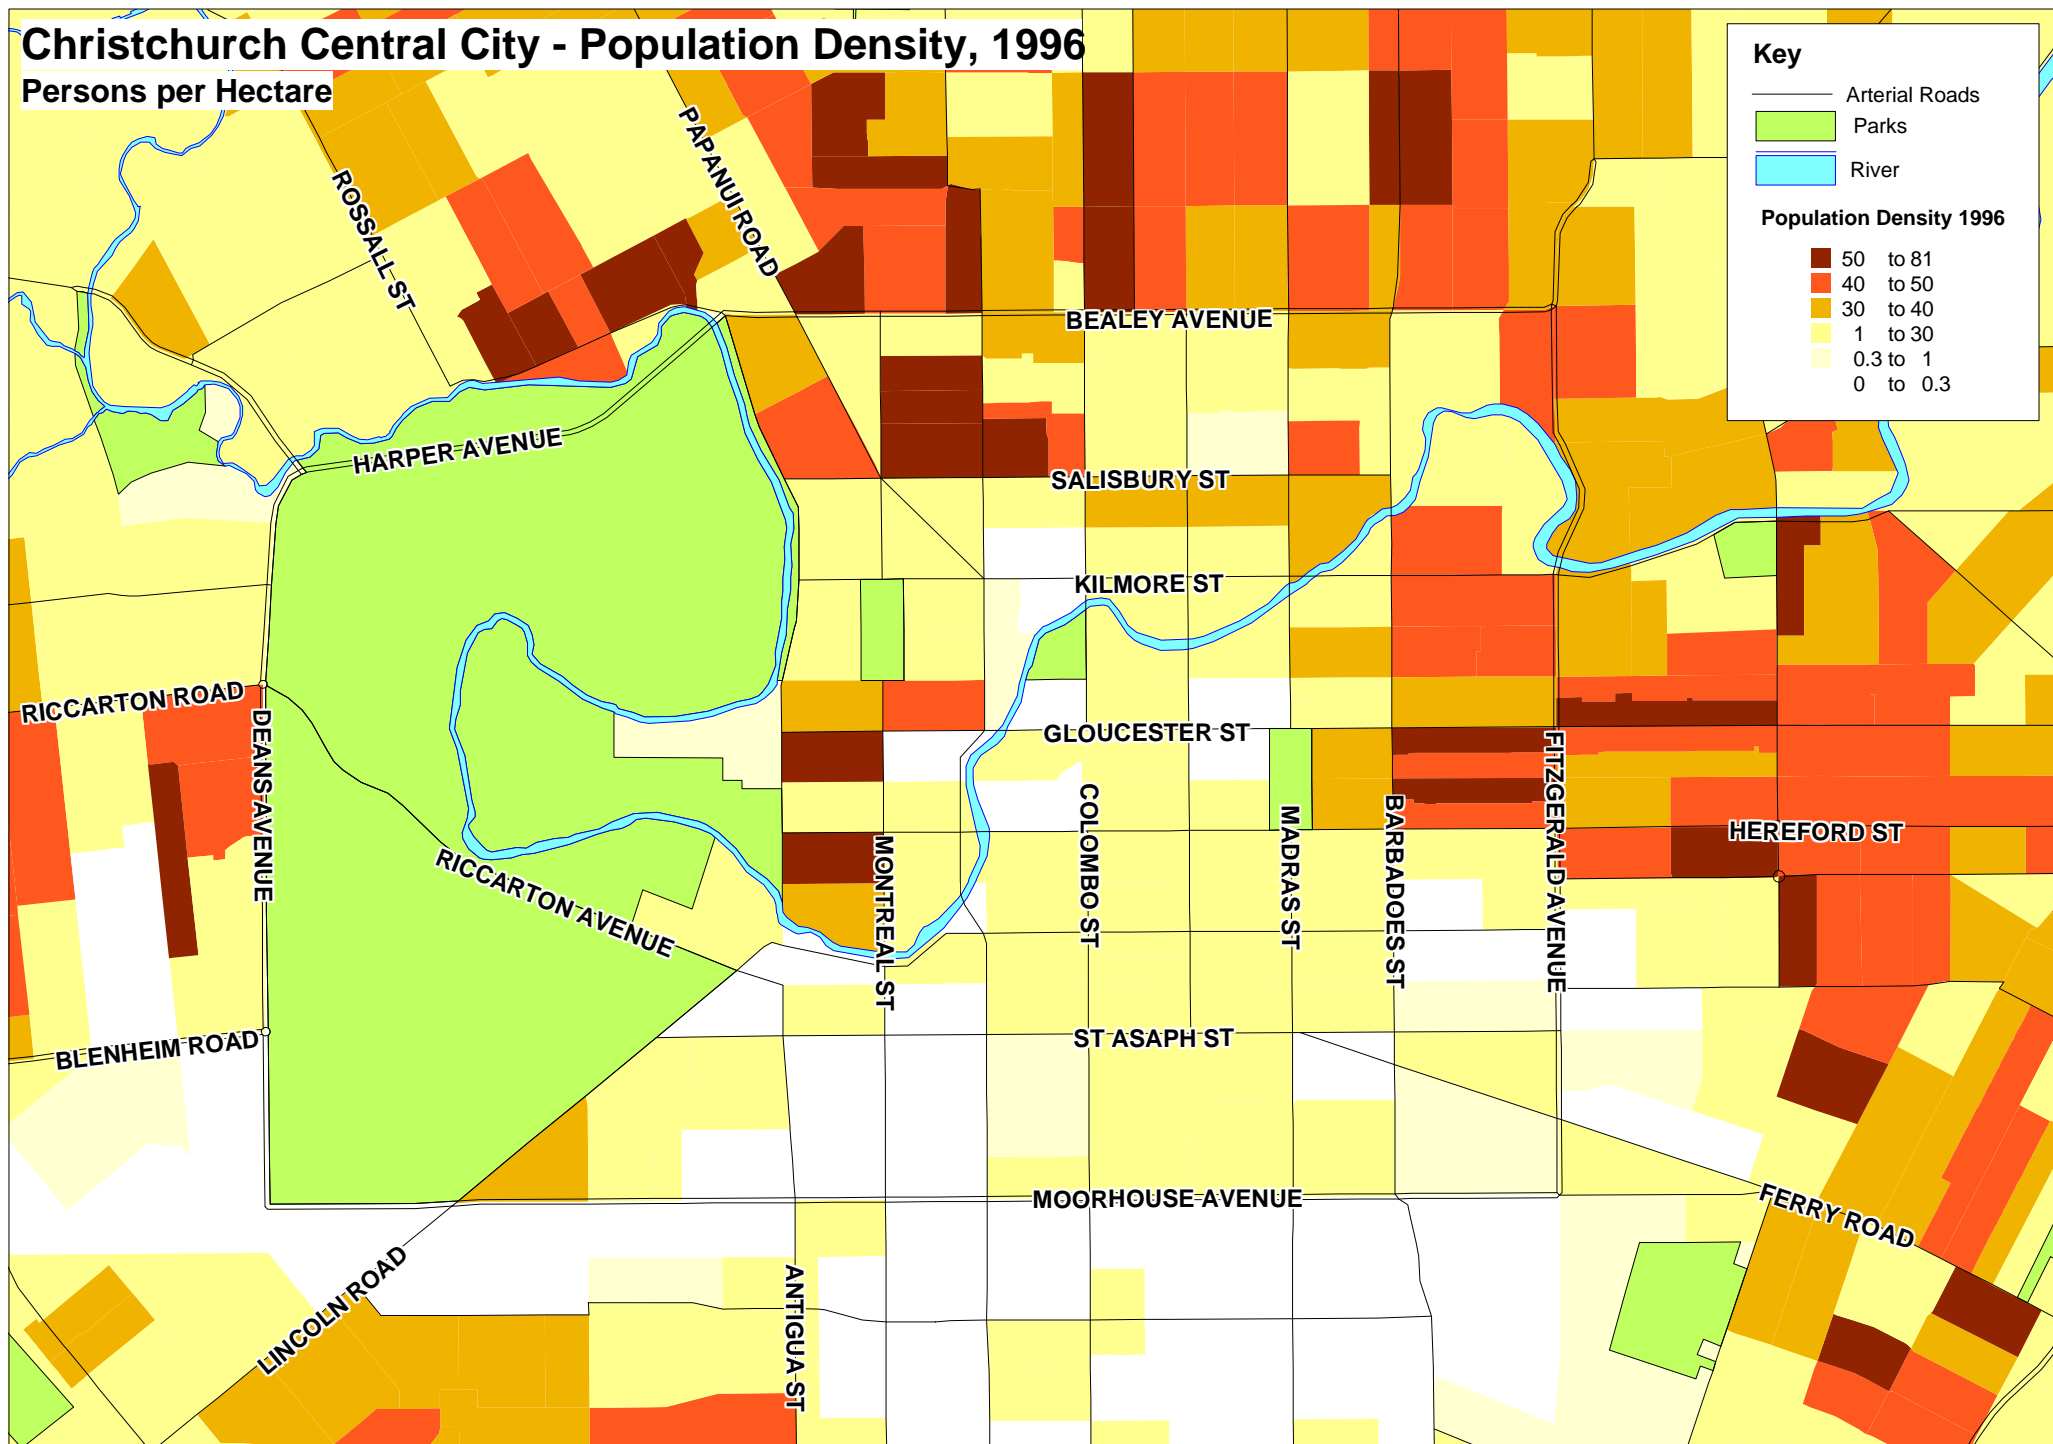 Christchurch Central City - Population Density, 1996
Persons per Hectare
Key
Arterial Roads
Parks
River
Population Density 1996
50 to 81
40 to 50
30 to 40
1 to 30
0.3 to 1
0 to 0.3
PAPANUI ROAD
ROSSALL ST
BEALEY AVENUE
HARPER AVENUE
SALISBURY ST
KILMORE ST
RICCARTON ROAD
DEANS AVENUE
GLOUCESTER ST
FITZGERALD AVENUE
COLOMBO ST
MADRAS ST
BARBADOES ST
HEREFORD ST
MONTREAL ST
RICCARTON AVENUE
BLENHEIM ROAD
ST ASAPH ST
MOORHOUSE AVENUE
FERRY ROAD
LINCOLN ROAD
ANTIGUA ST